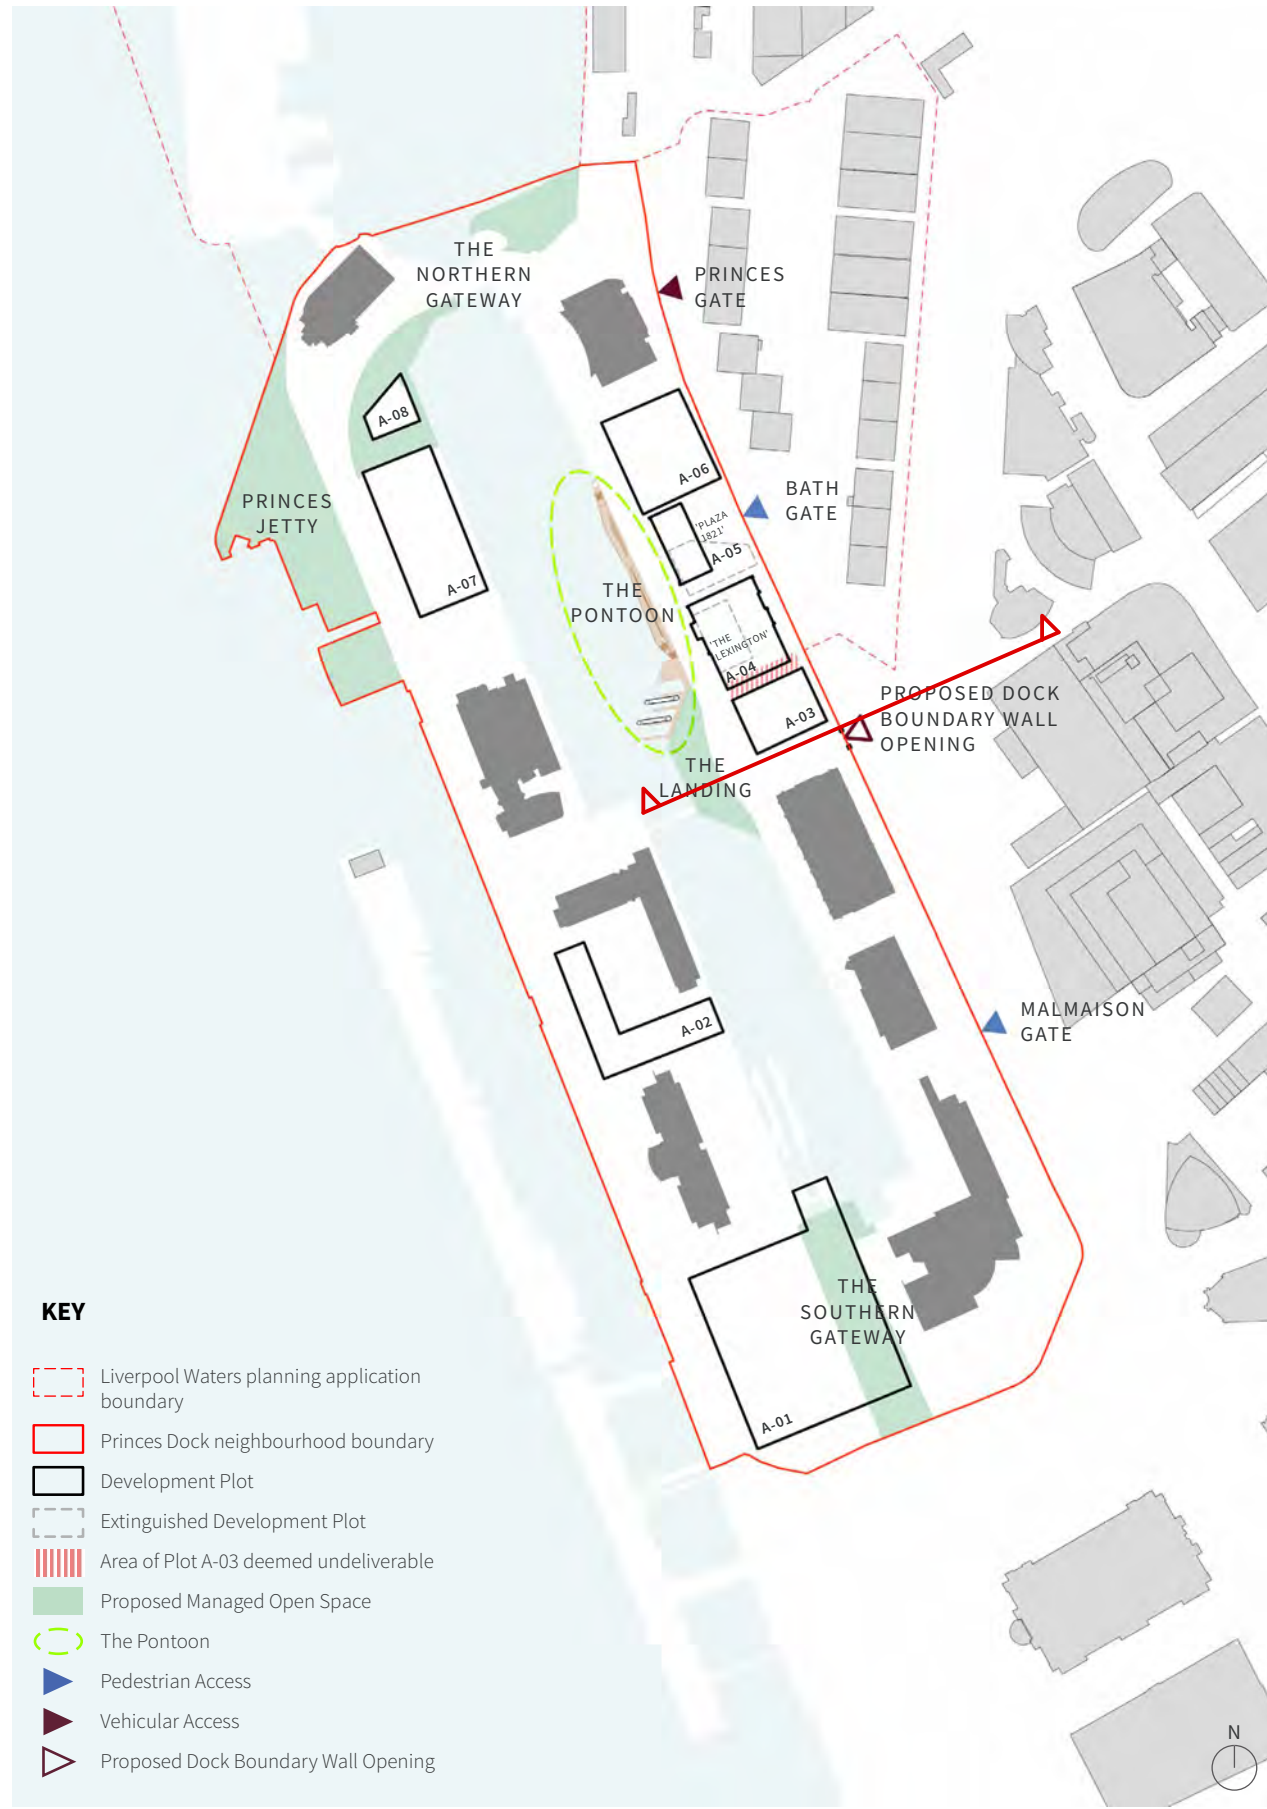 THE
NORTHERN
GATEWAY
PRINCES
GATE
A-08
A-06
BATH
GATE
PRINCES
JETTY
'PLAZA
1821'
A-05
A-07
THE
PONTOON
'THE
LEXINGTON'
A-04
A-03
PROPOSED DOCK
BOUNDARY WALL
OPENING
THE
LANDING
A-02
MALMAISON
GATE
THE
SOUTHERN
GATEWAY
A-01
KEY
Liverpool Waters planning application
boundary
Princes Dock neighbourhood boundary
Development Plot
Extinguished Development Plot
Area of Plot A-03 deemed undeliverable
Proposed Managed Open Space
The Pontoon
Pedestrian Access
Vehicular Access
Proposed Dock Boundary Wall Opening
N